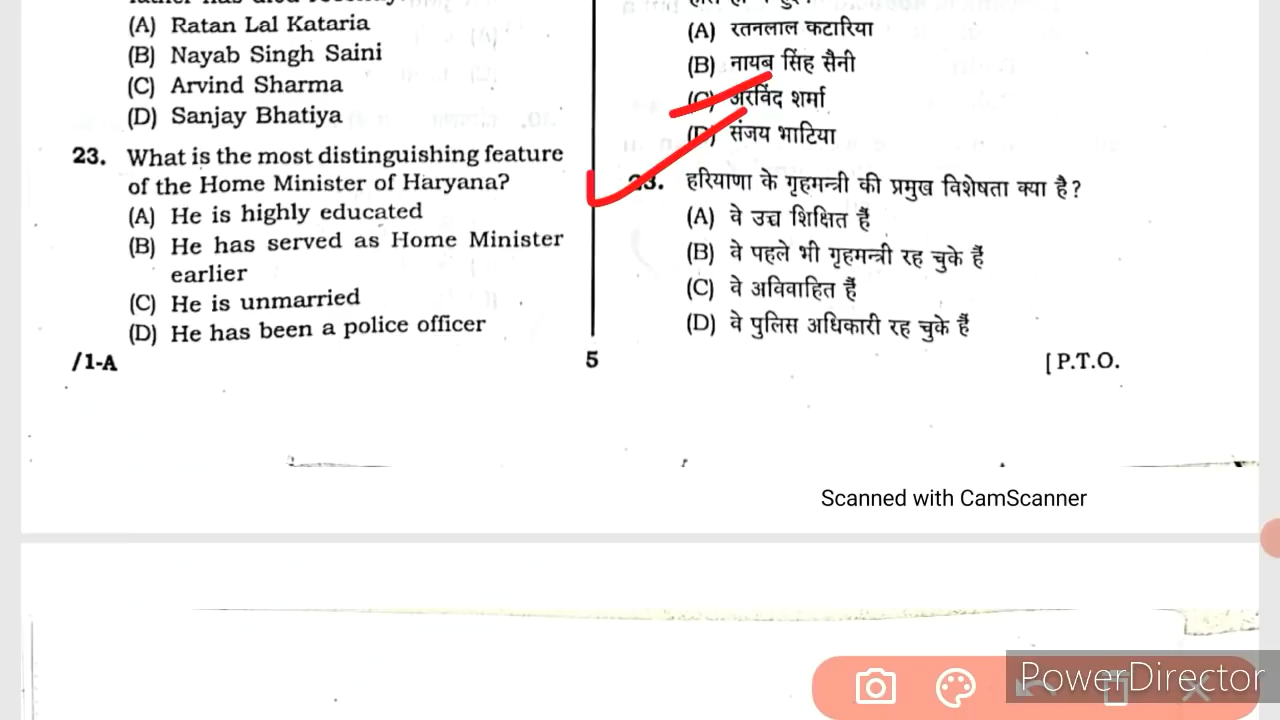 (A) Ratan Lal Kataria
(B) Nayab Singh Saini
(C) Arvind Sharma
(D) Sanjay Bhatiya
23. What is the most distinguishing feature
of the Home Minister of Haryana?
(A) He is highly educated
(B) He has served as Home Minister
earlier
(C) He is unmarried
(D) He has been a police officer
/1-A
(A) रतनलाल कटारिया
(B) नायब सिंह सैनी
(C) अरविंद शर्मा
(D) संजय भाटिया
23. हरियाणा के गृहमन्त्री की प्रमुख विशेषता क्या है?
(A) वे उच्च शिक्षित हैं
(B) वे पहले भी गृहमन्त्री रह चुके हैं
(C) वे अविवाहित हैं
(D) वे पुलिस अधिकारी रह चुके हैं
5
[ P.T.O.
Scanned with CamScanner
PowerDirector